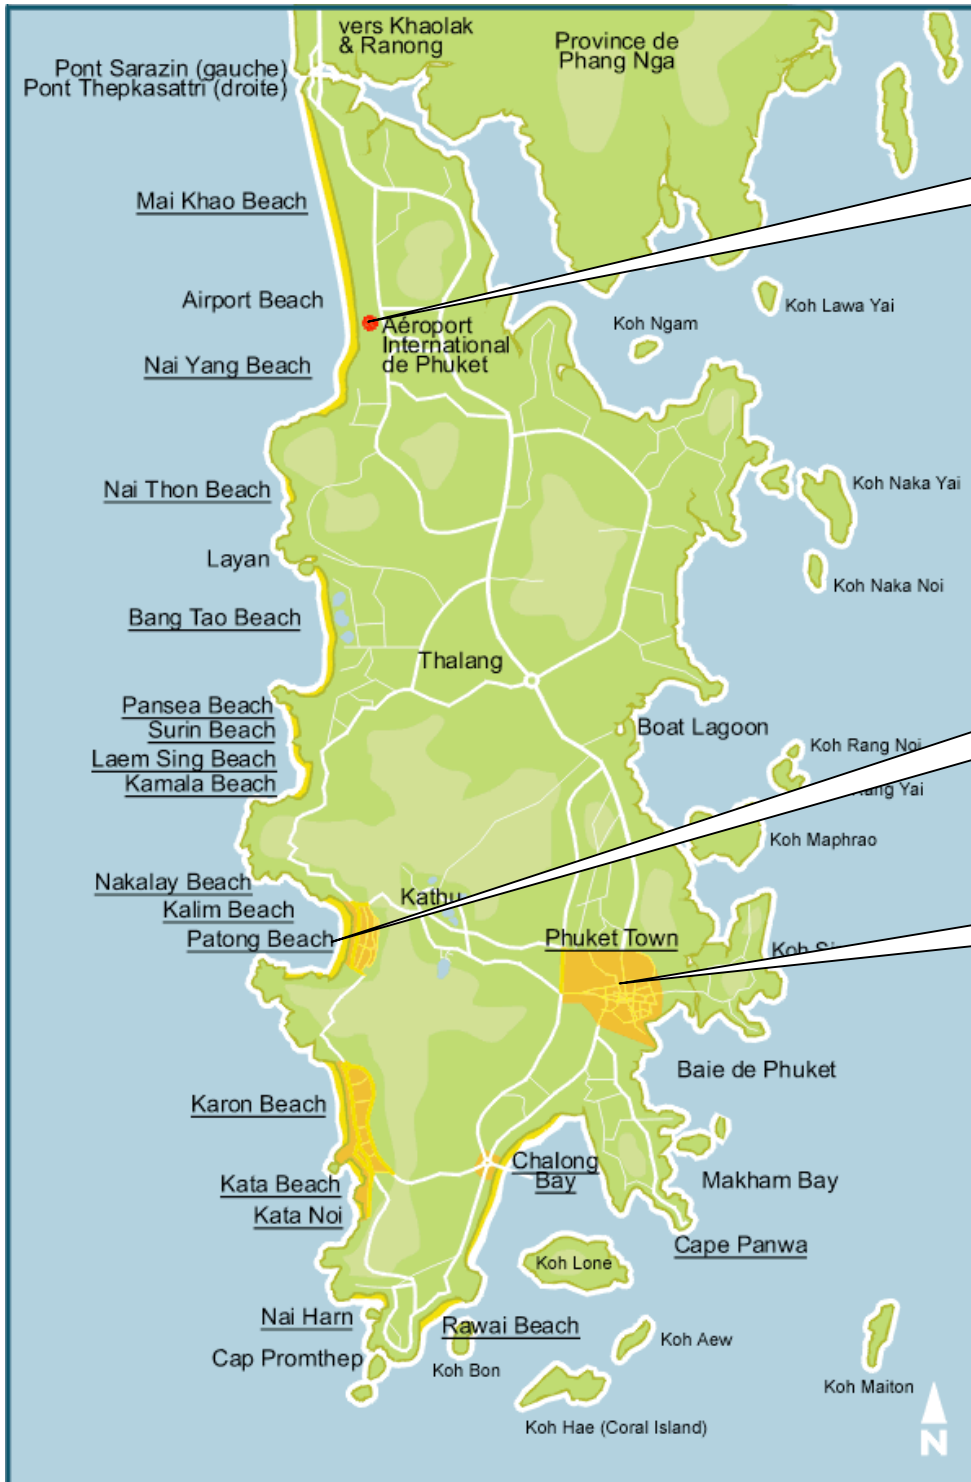 vers Khaolak
& Ranong
Province de
Phang Nga
Pont Sarazin (gauche)
Pont Thepkasattri (droite)
Mai Khao Beach
Airport Beach
Koh Lawa Yai
Koh Ngam
Aéroport
International
de Phuket
Nai Yang Beach
Nai Thon Beach
Koh Naka Yai
Layan
Koh Naka Noi
Bang Tao Beach
Thalang
Pansea Beach
Surin Beach
Boat Lagoon
Koh Rang Noi
Laem Sing Beach
Kamala Beach
Yai
Koh Maphrao
Nakalay Beach
Kathu
Kalim Beach
Patong Beach
Phuket Town
Koh
Baie de Phuket
Karon Beach
Chalong
Bay
Makham Bay
Kata Beach
Kata Noi
Cape Panwa
Koh Lone
Nai Harn
Rawai Beach
Koh Aew
Cap Promthep
Koh Bon
Koh Maiton
Koh Hae (Coral Island)
N